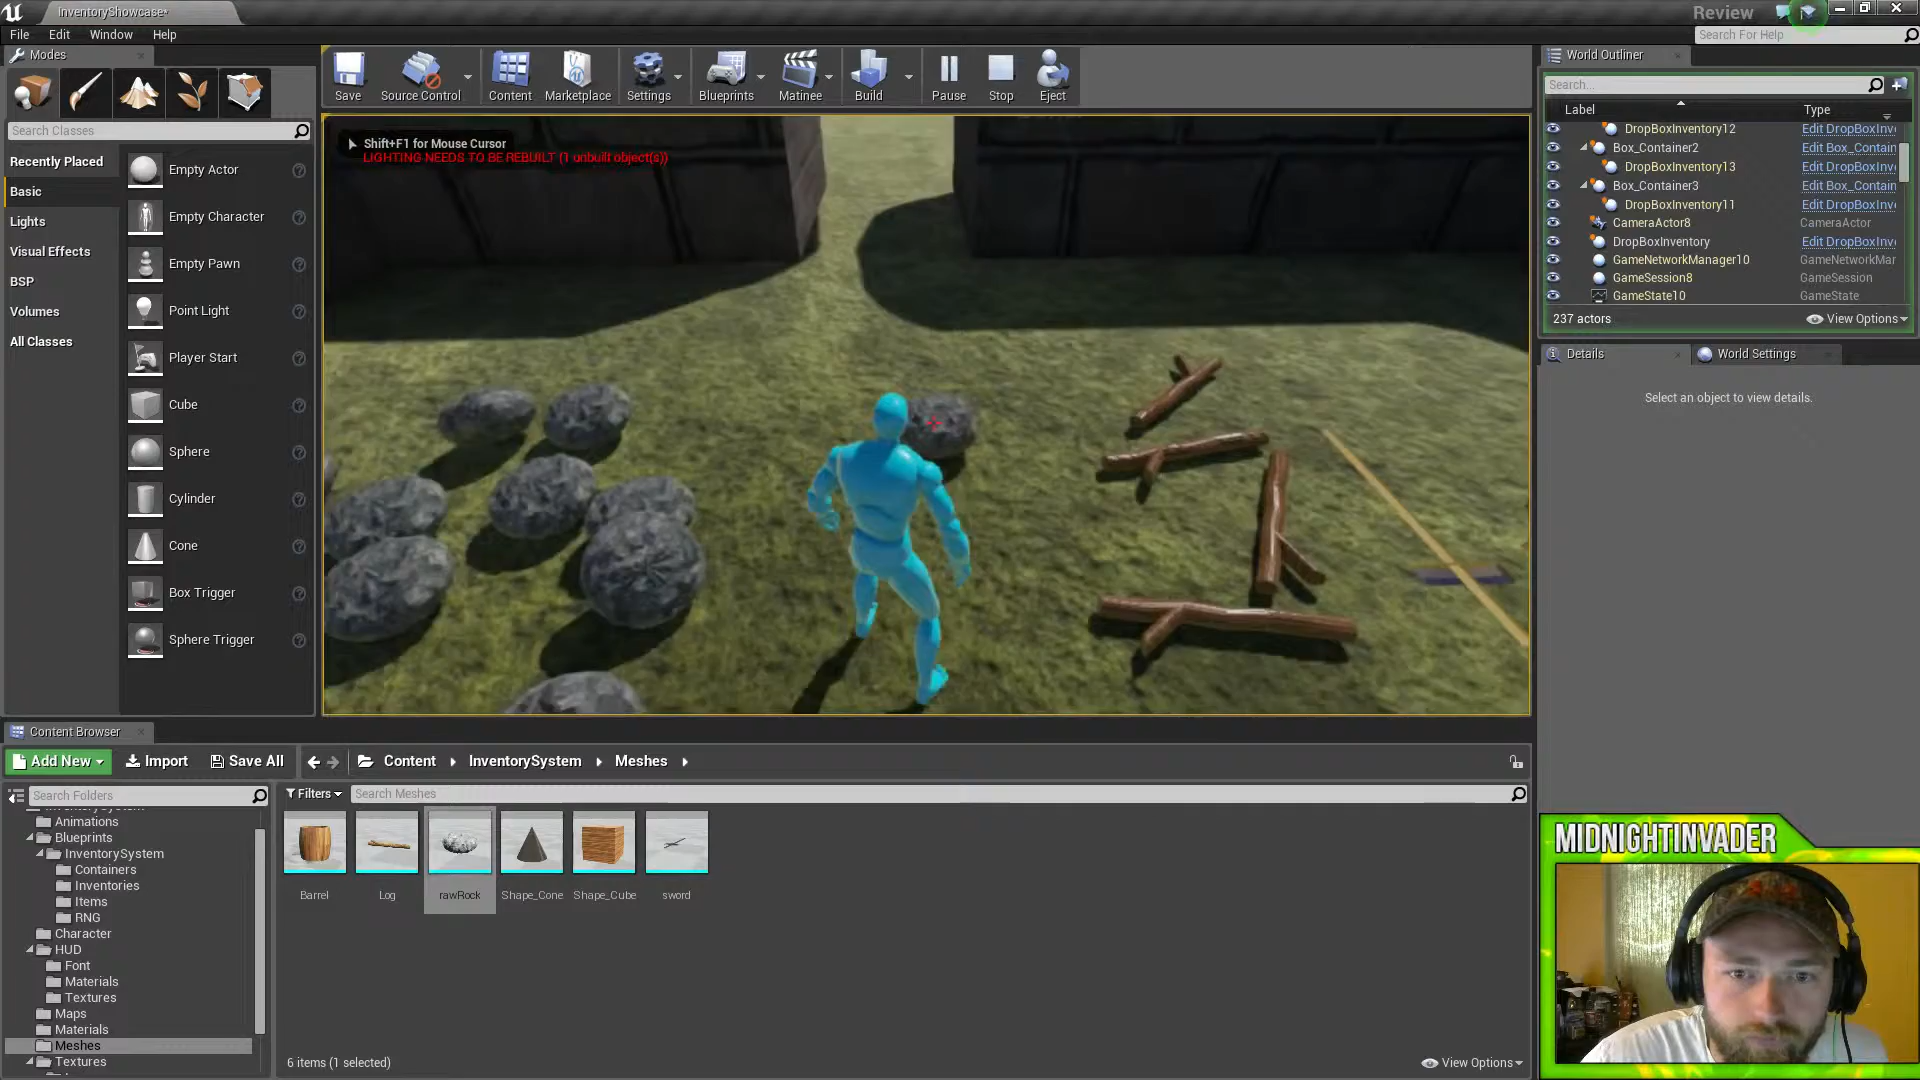 InventoryShowcase*
Review
File Edit Window Help
Search For Help
Modes
Search Classes
Recently Placed
Basic
Lights
Visual Effects
BSP
Volumes
All Classes
Empty Actor
Empty Character
Empty Pawn
Point Light
Player Start
Cube
Sphere
Cylinder
Cone
Box Trigger
Sphere Trigger
Save
Source Control
Content
Marketplace
Settings
Blueprints
Matinee
Build
Pause
Stop
Eject
Shift+F1 for Mouse Cursor
LIGHTING NEEDS TO BE REBUILT (1 unbuilt object(s))
World Outliner
Search...
Label Type
DropBoxInventory12 Edit DropBoxInv
Box_Container2 Edit Box_Contain
DropBoxInventory13 Edit DropBoxInv
Box_Container3 Edit Box_Contain
DropBoxInventory11 Edit DropBoxInv
CameraActor8 CameraActor
DropBoxInventory Edit DropBoxInv
GameNetworkManager10 GameNetworkMar
GameSession8 GameSession
GameState10 GameState
237 actors View Options
Details World Settings
Select an object to view details.
Content Browser
Add New Import Save All Content InventorySystem Meshes
Search Folders
Animations
Blueprints
InventorySystem
Containers
Inventories
Items
RNG
Character
HUD
Font
Materials
Textures
Maps
Materials
Meshes
Textures
Filters Search Meshes
Barrel
Log
rawRock
Shape_Cone
Shape_Cube
sword
6 items (1 selected) View Options
MIDNIGHTINVADER